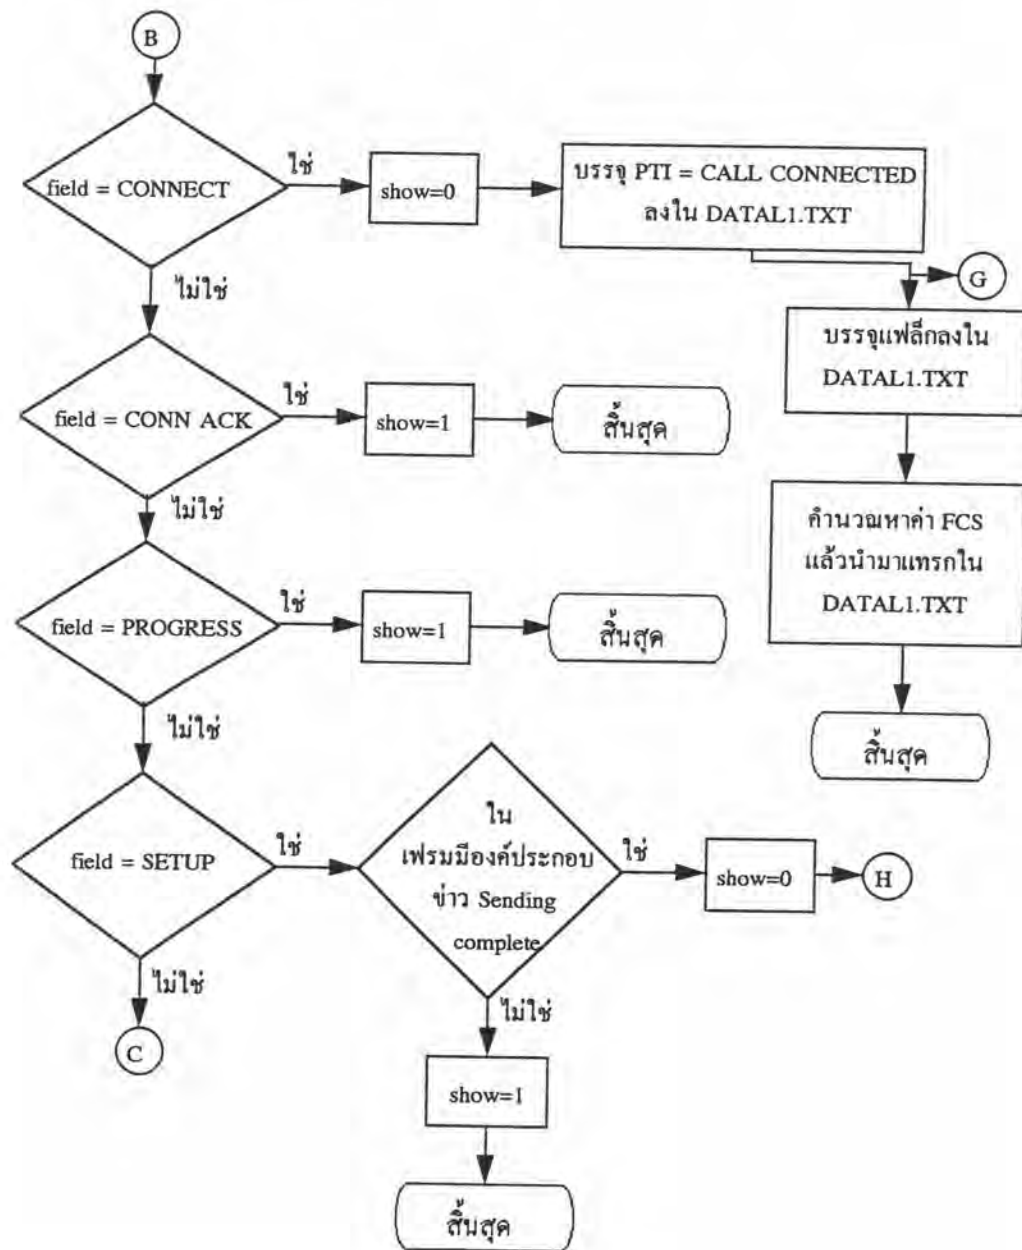 B
field = CONNECT
ใช่
show=0
บรรจุ PTI = CALL CONNECTED
ลงใน DATAL1.TXT
ไม่ใช่
G
บรรจุแฟล็กลงใน
DATAL1.TXT
field = CONN ACK
ใช่
show=1
สิ้นสุด
ไม่ใช่
คำนวณหาค่า FCS
แล้วนำมาแทรกใน
DATAL1.TXT
field = PROGRESS
ใช่
show=1
สิ้นสุด
ไม่ใช่
สิ้นสุด
field = SETUP
ใช่
ใน
เฟรมมีองค์ประกอบ
ข่าว Sending
complete
ใช่
show=0
H
ไม่ใช่
C
ไม่ใช่
show=1
สิ้นสุด